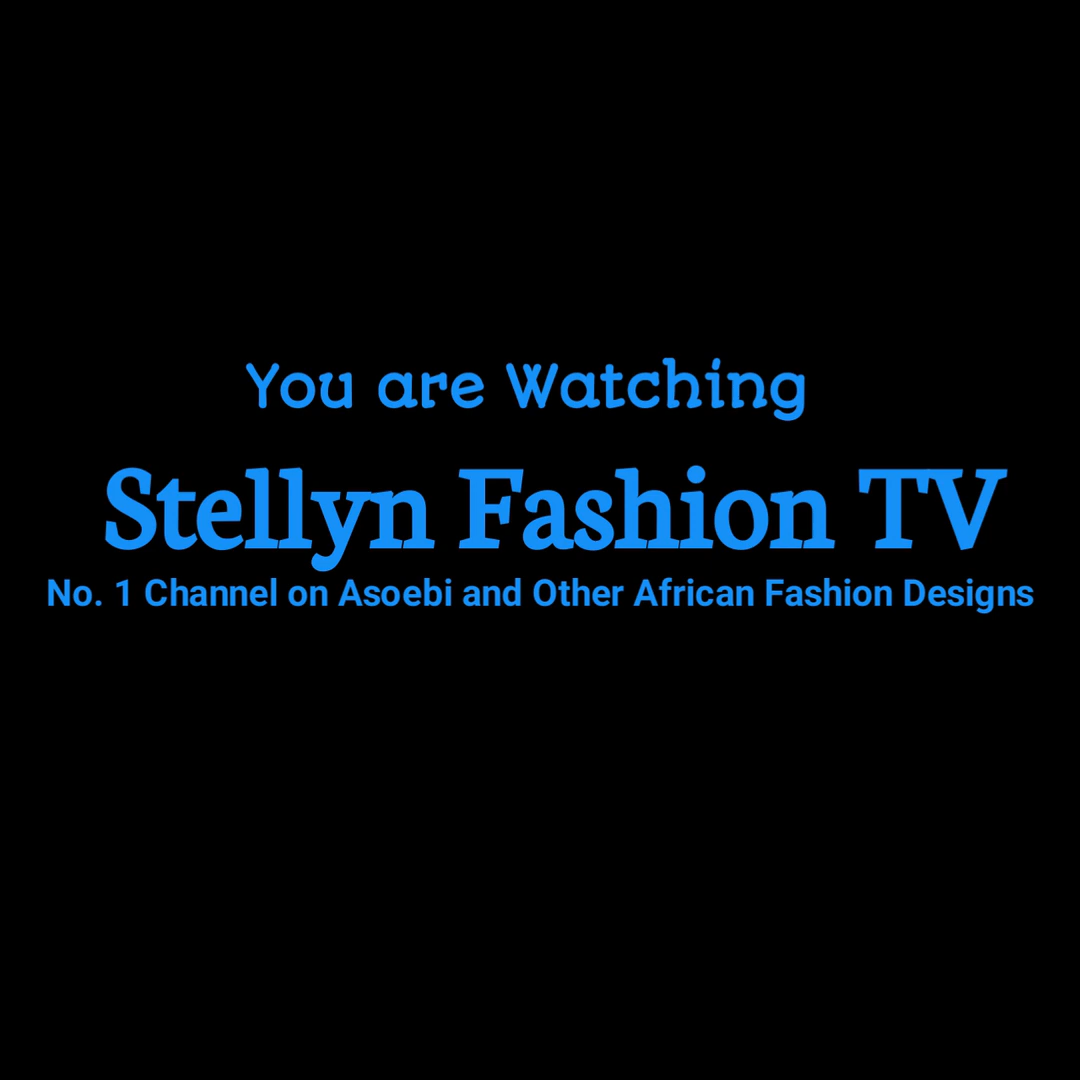 You are Watching
Stellyn Fashion TV
No. 1 Channel on Asoebi and Other African Fashion Designs